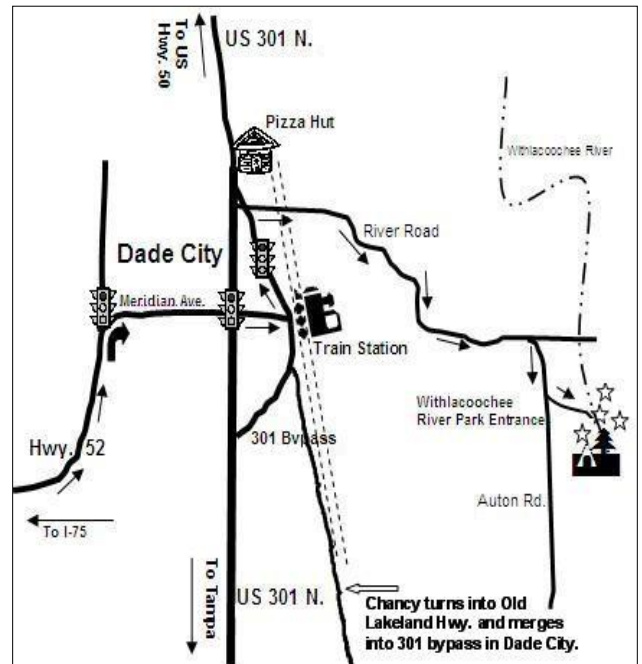 To US
Hwy. 50
US 301 N.
Pizza Hut
Withlacoochee River
River Road
Dade City
Meridian Ave.
Train Station
Withlacoochee
River Park Entrance
301 Bypass
Hwy. 52
Auton Rd.
To I-75
To Tampa
US 301 N.
Chancy turns into Old
Lakeland Hwy. and merges
into 301 bypass in Dade City.